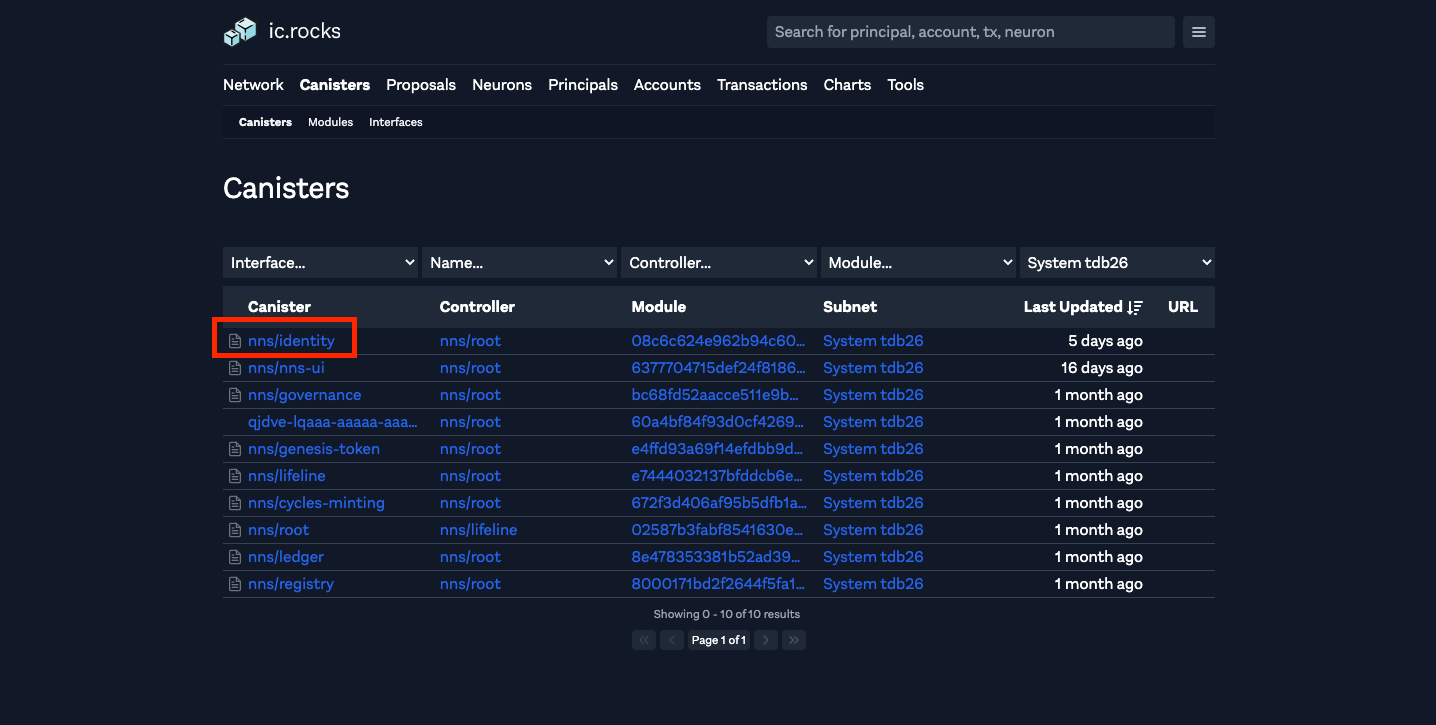 ic.rocks
Search for principal, account, tx, neuron
Network Canisters Proposals Neurons Principals Accounts Transactions Charts Tools
Canisters Modules Interfaces
Canisters
Interface... Name... Controller... Module... System tdb26
Canister Controller Module Subnet Last Updated URL
nns/identity nns/root 08c6c624e962b94c60... System tdb26 5 days ago
nns/nns-ui nns/root 6377704715def24f8186... System tdb26 16 days ago
nns/governance nns/root bc68fd52aacce511e9b... System tdb26 1 month ago
qjdve-lqaaa-aaaaa-aaa... nns/root 60a4bf84f93d0cf4269... System tdb26 1 month ago
nns/genesis-token nns/root e4ffd93a69f14efdbb9d... System tdb26 1 month ago
nns/lifeline nns/root e7444032137bfddcb6e... System tdb26 1 month ago
nns/cycles-minting nns/root 672f3d406af95b5dfb1a... System tdb26 1 month ago
nns/root nns/lifeline 02587b3fabf8541630e... System tdb26 1 month ago
nns/ledger nns/root 8e478353381b52ad39... System tdb26 1 month ago
nns/registry nns/root 8000171bd2f2644f5fa1... System tdb26 1 month ago
Showing 0 - 10 of 10 results
« ‹ Page 1 of 1 › »